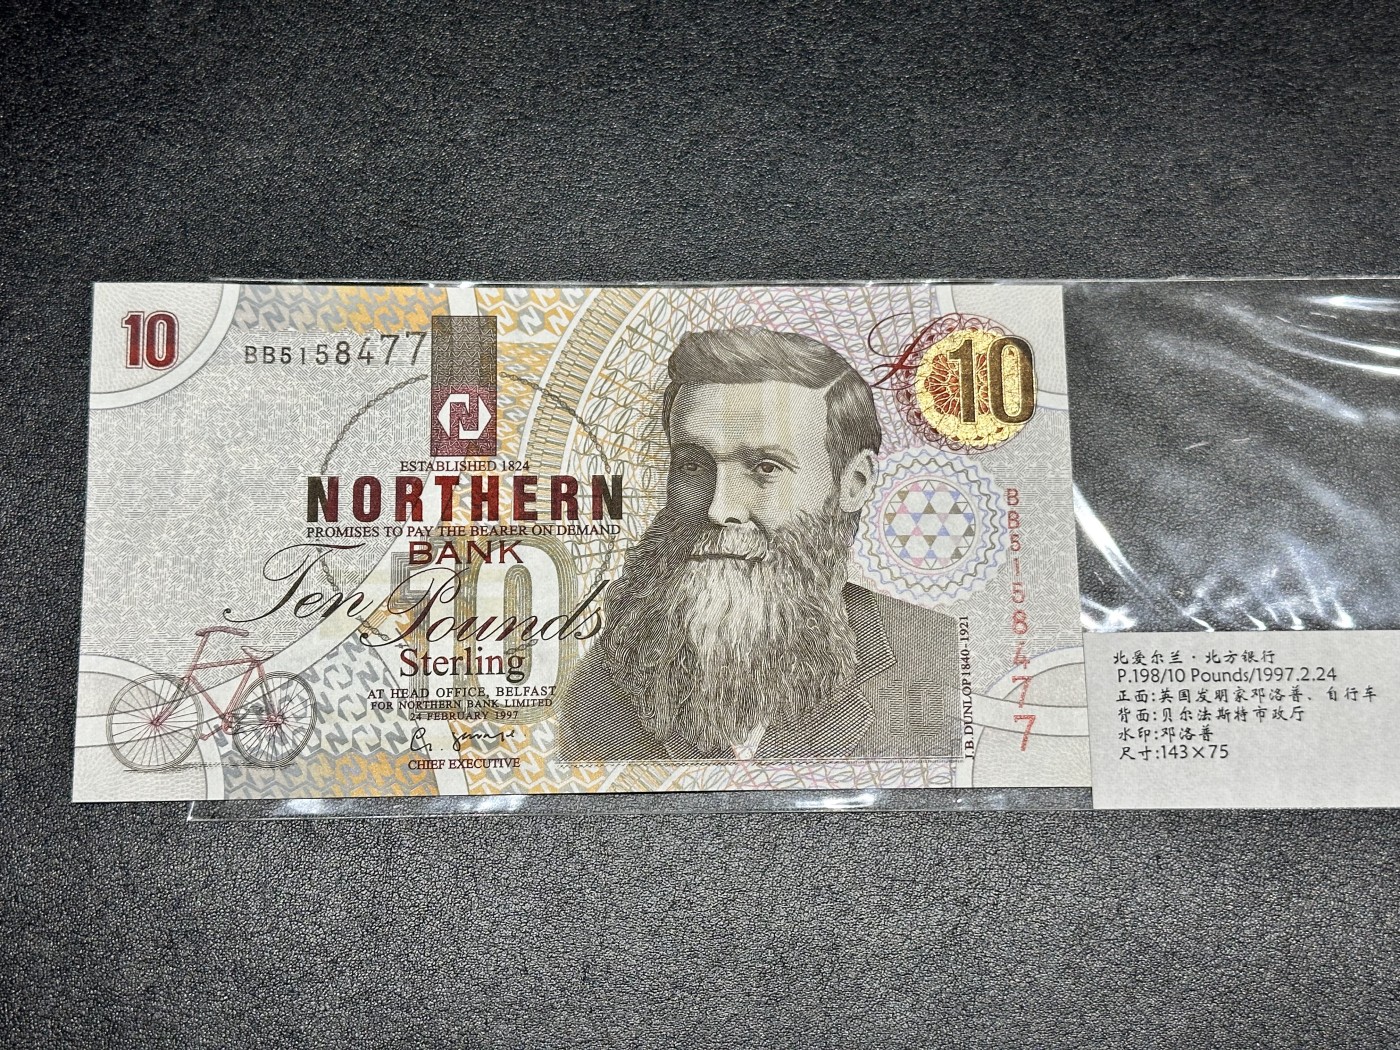 10
BB5158477
£10
N
ESTABLISHED 1824
NORTHERN
PROMISES TO PAY THE BEARER ON DEMAND
BANK
10
Ten Pounds
Sterling
AT HEAD OFFICE, BELFAST
FOR NORTHERN BANK LIMITED
24 FEBRUARY 1997
CHIEF EXECUTIVE
J.B. DUNLOP 1840-1921
BB5158477
北爱尔兰·北方银行
P.198/10 Pounds/1997.2.24
正面:英国发明家邓洛普、自行车
背面:贝尔法斯特市政厅
水印:邓洛普
尺寸:143×75